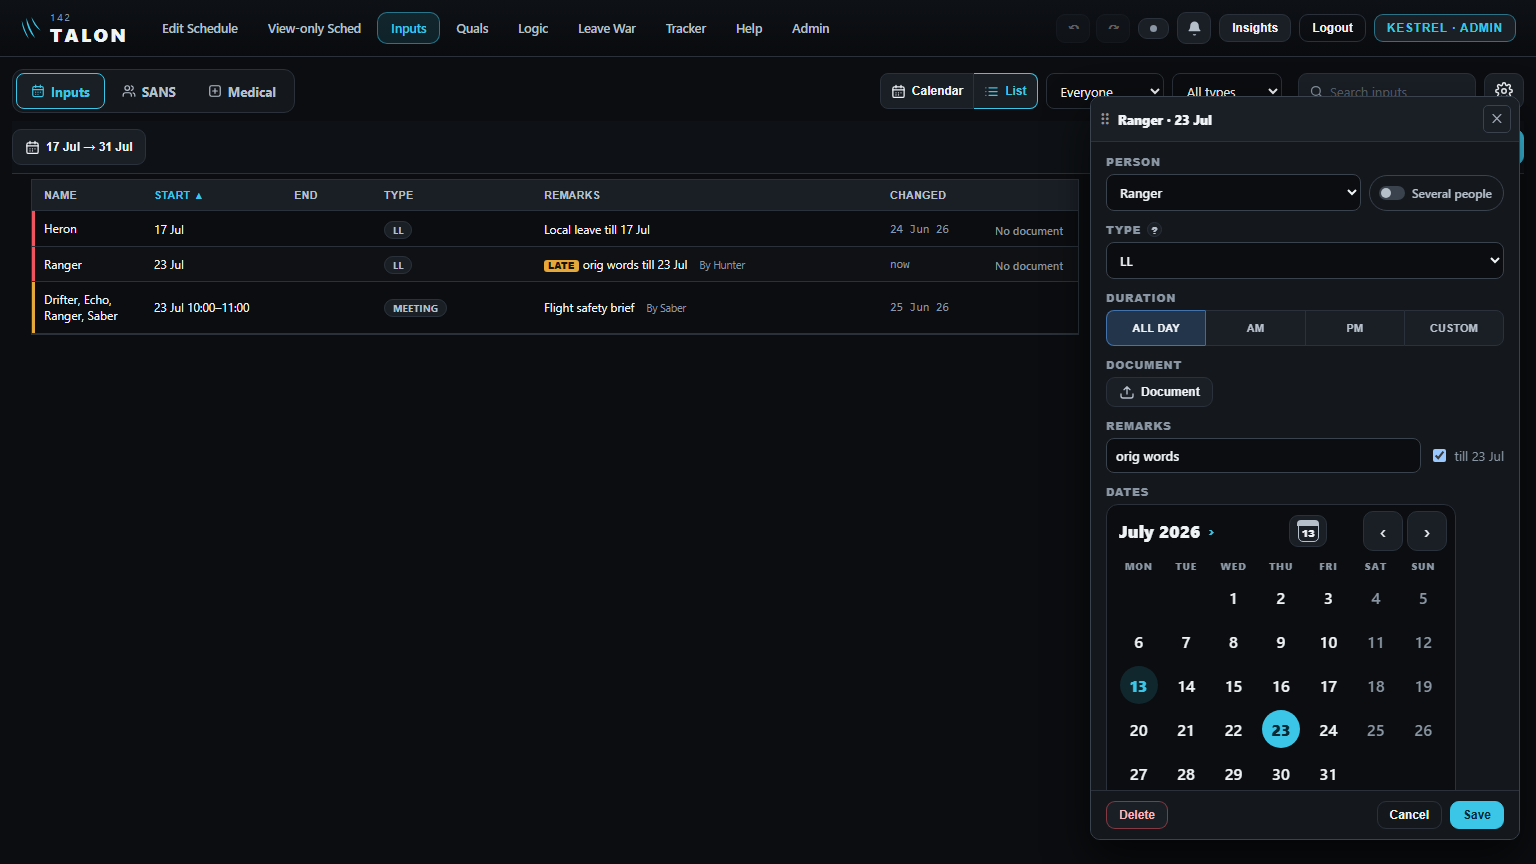 142
TALON
Edit Schedule
View-only Sched
Inputs
Quals
Logic
Leave War
Tracker
Help
Admin
Insights
Logout
KESTREL · ADMIN
Inputs
SANS
Medical
Calendar
List
Everyone
All types
Search inputs
17 Jul → 31 Jul
NAME START ▲ END TYPE REMARKS CHANGED
Heron 17 Jul LL Local leave till 17 Jul 24 Jun 26 No document
Ranger 23 Jul LL LATE orig words till 23 Jul By Hunter now No document
Drifter, Echo,
Ranger, Saber 23 Jul 10:00–11:00 MEETING Flight safety brief By Saber 25 Jun 26
Ranger · 23 Jul
PERSON
Ranger
Several people
TYPE ?
LL
DURATION
ALL DAY AM PM CUSTOM
DOCUMENT
Document
REMARKS
orig words
till 23 Jul
DATES
July 2026 ›
13
‹ ›
MON TUE WED THU FRI SAT SUN
1 2 3 4 5
6 7 8 9 10 11 12
13 14 15 16 17 18 19
20 21 22 23 24 25 26
27 28 29 30 31
Delete
Cancel
Save